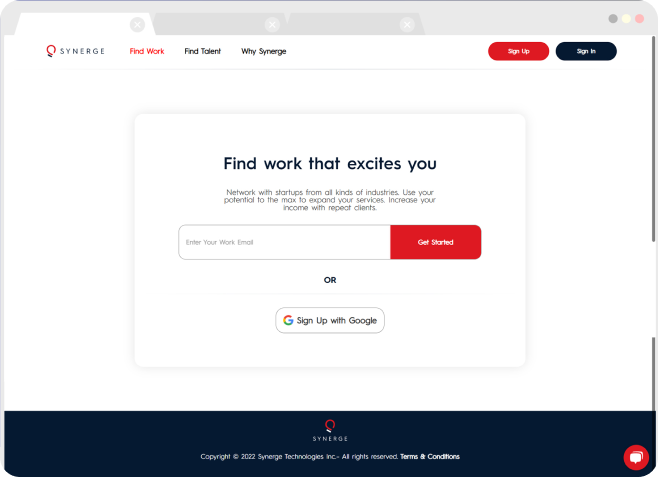 SYNERGE
Find Work
Find Talent
Why Synerge
Sign Up
Sign In
Find work that excites you
Network with startups from all kinds of industries. Use your
potential to the max to expand your services. Increase your
income with repeat clients.
Enter Your Work Email
Get Started
OR
Sign Up with Google
SYNERGE
Copyright © 2022 Synerge Technologies Inc.- All rights reserved. Terms & Conditions